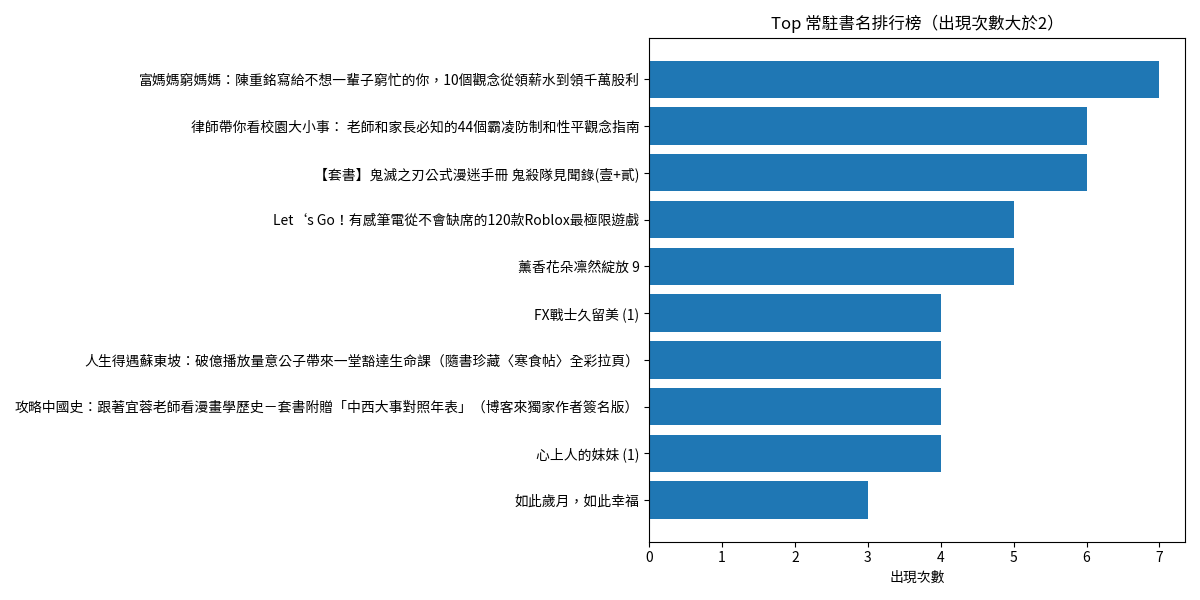 Top 常駐書名排行榜（出現次數大於2）
富媽媽窮媽媽：陳重銘寫給不想一輩子窮忙的你，10個觀念從領薪水到領千萬股利
律師帶你看校園大小事： 老師和家長必知的44個霸凌防制和性平觀念指南
【套書】鬼滅之刃公式漫迷手冊 鬼殺隊見聞錄(壹+貳)
Let‘s Go！有感筆電從不會缺席的120款Roblox最極限遊戲
薰香花朵凛然綻放 9
FX戰士久留美 (1)
人生得遇蘇東坡：破億播放量意公子帶來一堂豁達生命課（隨書珍藏〈寒食帖〉全彩拉頁）
攻略中國史：跟著宜蓉老師看漫畫學歷史－套書附贈「中西大事對照年表」（博客來獨家作者簽名版）
心上人的妹妹 (1)
如此歲月，如此幸福
0 1 2 3 4 5 6 7
出現次數